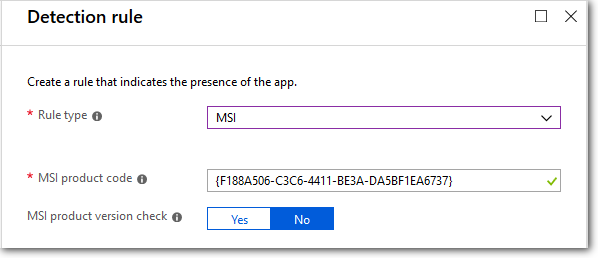 Detection rule
Create a rule that indicates the presence of the app.
* Rule type
MSI
* MSI product code
{F188A506-C3C6-4411-BE3A-DA5BF1EA6737}
MSI product version check
Yes No